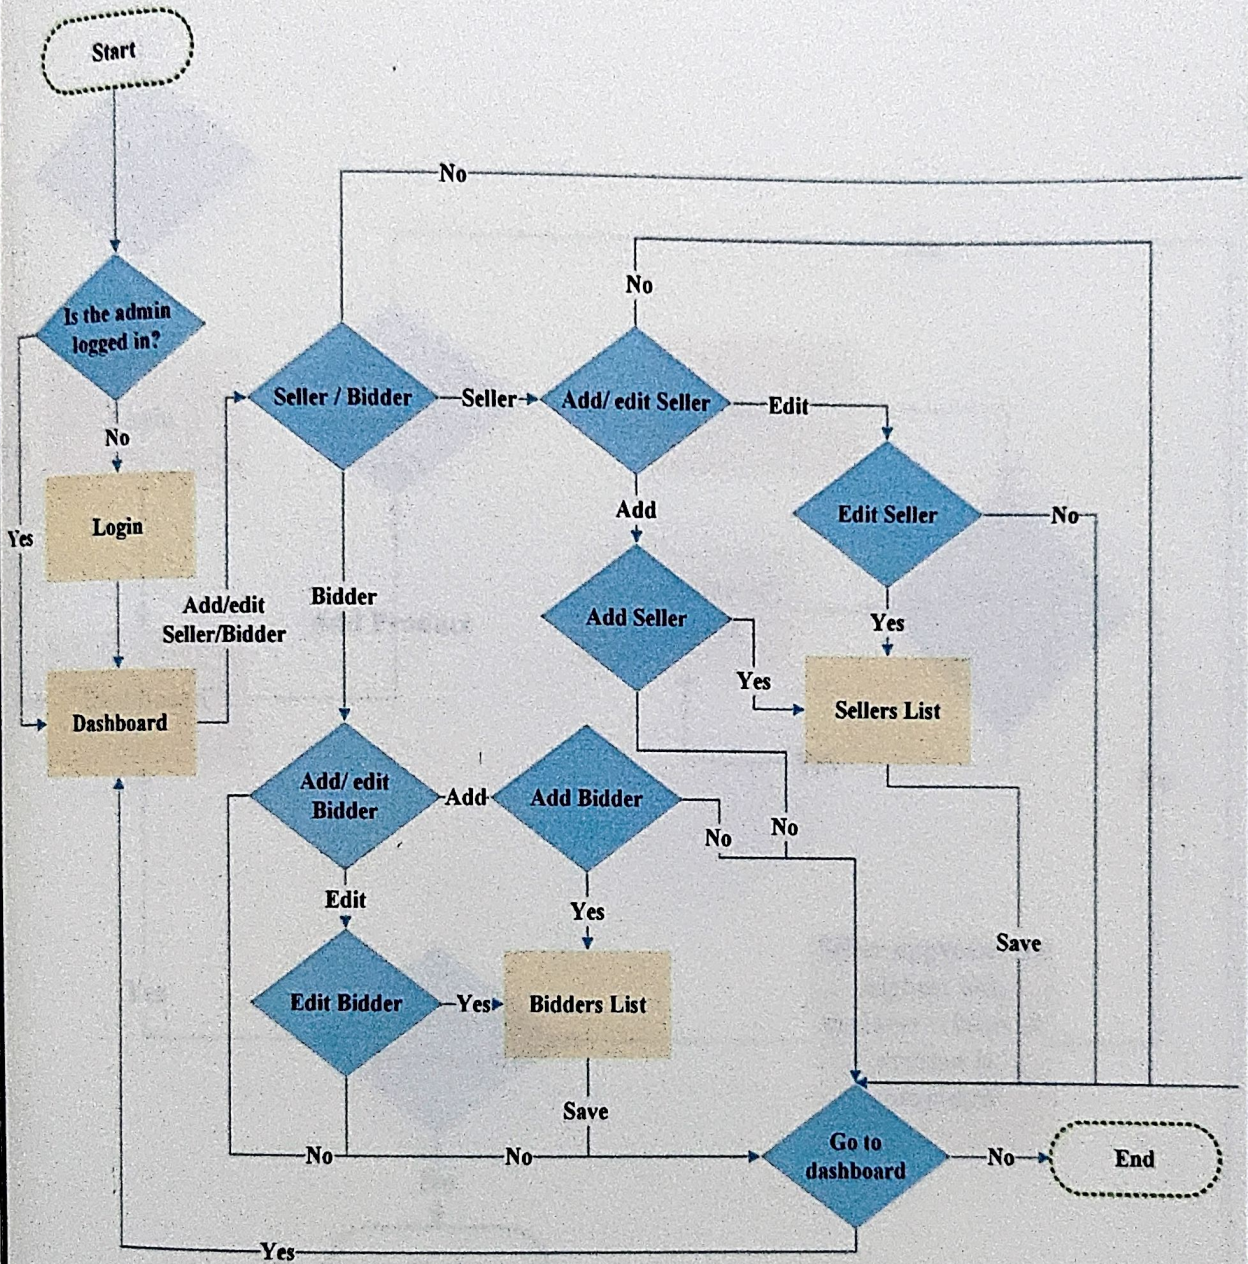 Start
No
No
Is the admin
logged in?
Seller / Bidder
Seller
Add/ edit Seller
Edit
No
Add
Edit Seller
No
Login
Yes
Add/edit
Seller/Bidder
Bidder
Add Seller
Yes
Yes
Dashboard
Sellers List
Add/ edit
Bidder
Add
Add Bidder
No
No
Edit
Yes
Save
Edit Bidder
Yes
Bidders List
Save
No
No
Go to
dashboard
No
End
Yes